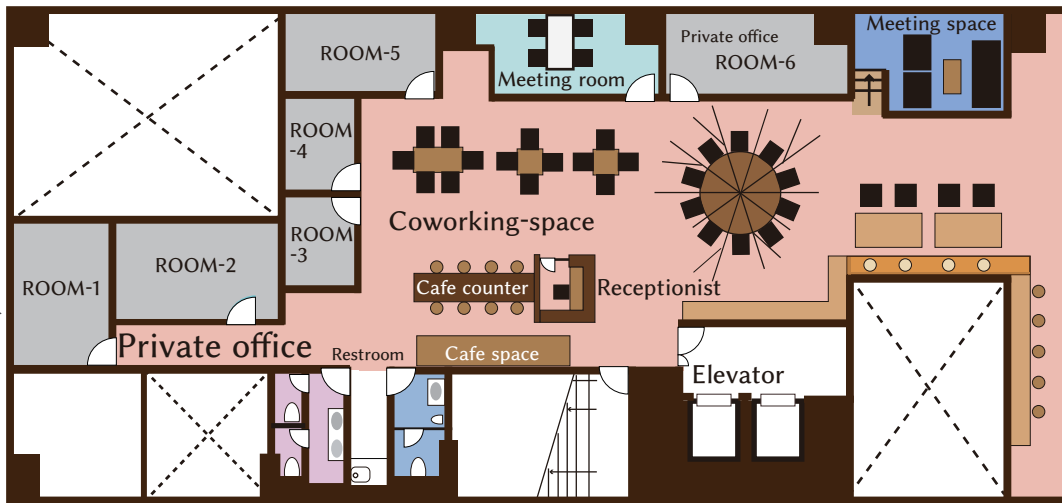 ROOM-5
Meeting room
Private office
ROOM-6
Meeting space
ROOM
-4
ROOM
-3
Coworking-space
ROOM-1
ROOM-2
Cafe counter
Receptionist
Private office
Restroom
Cafe space
Elevator